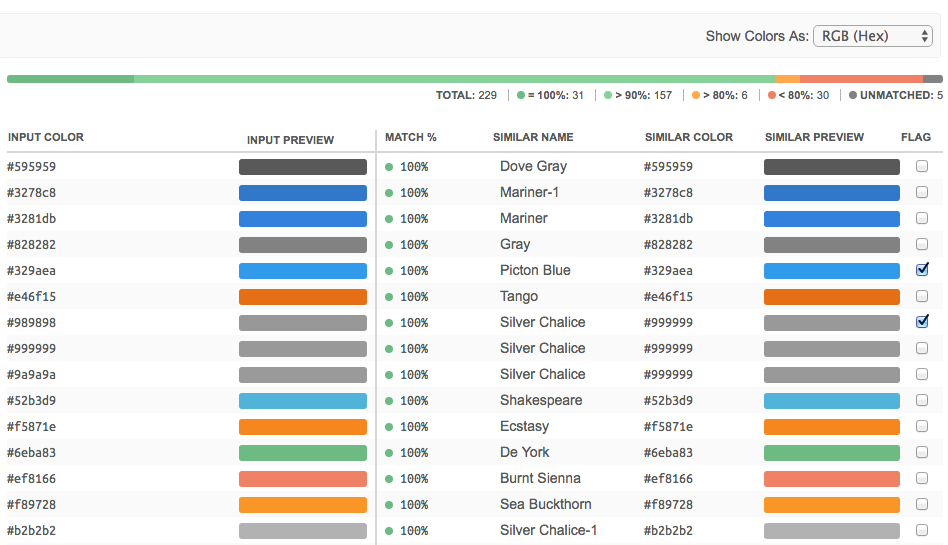 Show Colors As: RGB (Hex)
TOTAL: 229 = 100%: 31 > 90%: 157 > 80%: 6 < 80%: 30 UNMATCHED: 5
INPUT COLOR INPUT PREVIEW MATCH % SIMILAR NAME SIMILAR COLOR SIMILAR PREVIEW FLAG
#595959 100% Dove Gray #595959
#3278c8 100% Mariner-1 #3278c8
#3281db 100% Mariner #3281db
#828282 100% Gray #828282
#329aea 100% Picton Blue #329aea
#e46f15 100% Tango #e46f15
#989898 100% Silver Chalice #999999
#999999 100% Silver Chalice #999999
#9a9a9a 100% Silver Chalice #999999
#52b3d9 100% Shakespeare #52b3d9
#f5871e 100% Ecstasy #f5871e
#6eba83 100% De York #6eba83
#ef8166 100% Burnt Sienna #ef8166
#f89728 100% Sea Buckthorn #f89728
#b2b2b2 100% Silver Chalice-1 #b2b2b2